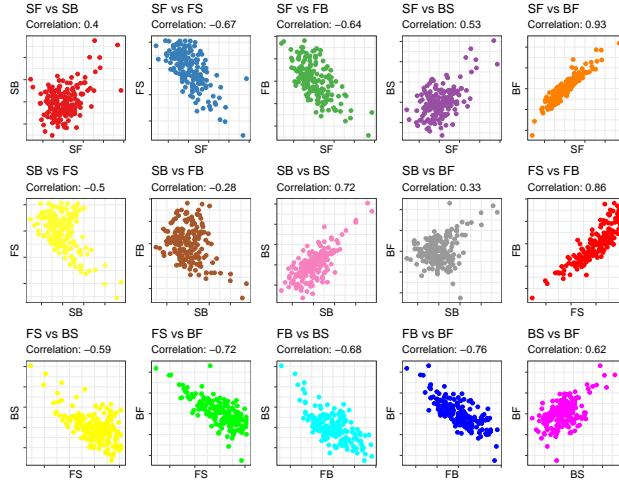 SF vs SB
Correlation: 0.4
SB
SF
SF vs FS
Correlation: −0.67
FS
SF
SF vs FB
Correlation: −0.64
FB
SF
SF vs BS
Correlation: 0.53
BS
SF
SF vs BF
Correlation: 0.93
BF
SF
SB vs FS
Correlation: −0.5
FS
SB
SB vs FB
Correlation: −0.28
FB
SB
SB vs BS
Correlation: 0.72
BS
SB
SB vs BF
Correlation: 0.33
BF
SB
FS vs FB
Correlation: 0.86
FB
FS
FS vs BS
Correlation: −0.59
BS
FS
FS vs BF
Correlation: −0.72
BF
FS
FB vs BS
Correlation: −0.68
BS
FB
FB vs BF
Correlation: −0.76
BF
FB
BS vs BF
Correlation: 0.62
BF
BS